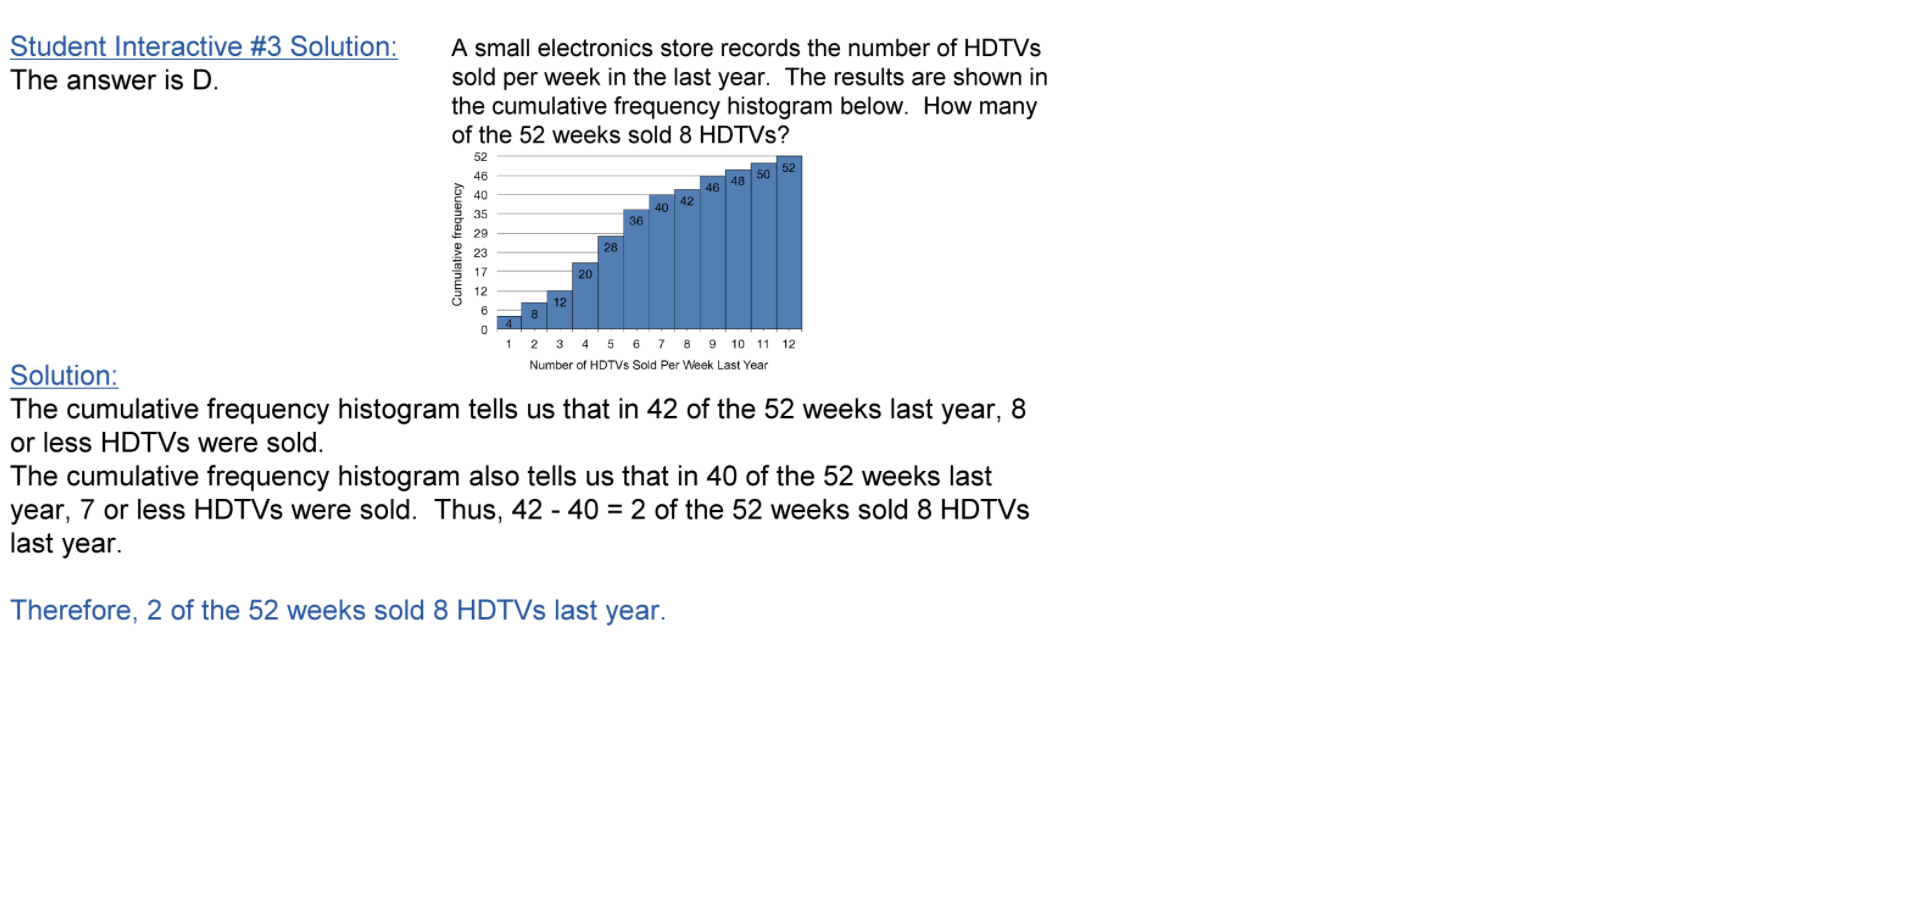 Student Interactive #3 Solution:
The answer is D.
A small electronics store records the number of HDTVs
sold per week in the last year.  The results are shown in
the cumulative frequency histogram below.  How many
of the 52 weeks sold 8 HDTVs?
52
46
40
35
29
23
17
12
6
0
Cumulative frequency
4
8
12
20
28
36
40
42
46
48
50
52
1 2 3 4 5 6 7 8 9 10 11 12
Number of HDTVs Sold Per Week Last Year
Solution:
The cumulative frequency histogram tells us that in 42 of the 52 weeks last year, 8
or less HDTVs were sold.
The cumulative frequency histogram also tells us that in 40 of the 52 weeks last
year, 7 or less HDTVs were sold.  Thus, 42 - 40 = 2 of the 52 weeks sold 8 HDTVs
last year.
Therefore, 2 of the 52 weeks sold 8 HDTVs last year.